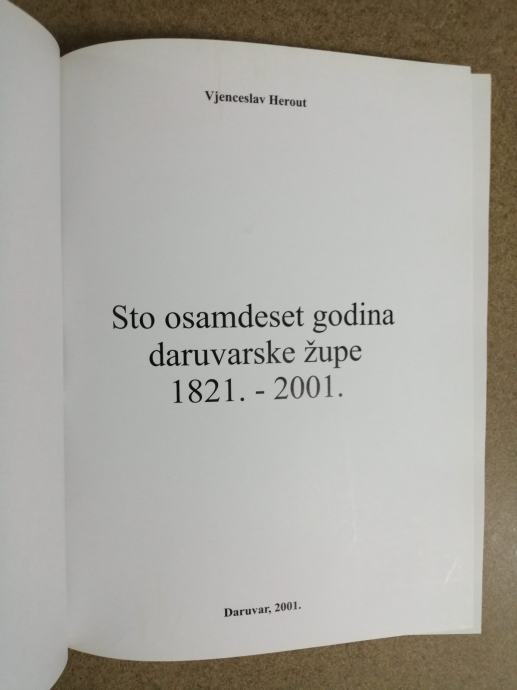 Vjenceslav Herout
Sto osamdeset godina
daruvarske župe
1821. - 2001.
Daruvar, 2001.